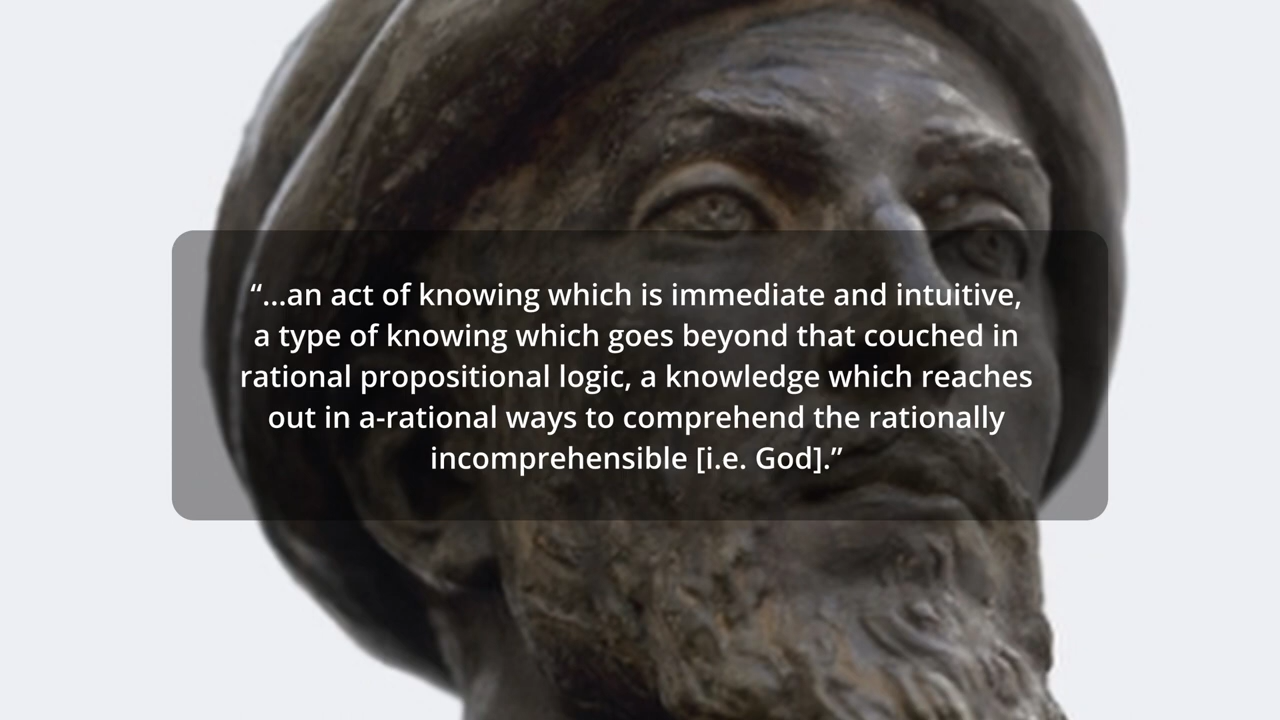 “...an act of knowing which is immediate and intuitive,
a type of knowing which goes beyond that couched in
rational propositional logic, a knowledge which reaches
out in a-rational ways to comprehend the rationally
incomprehensible [i.e. God].”